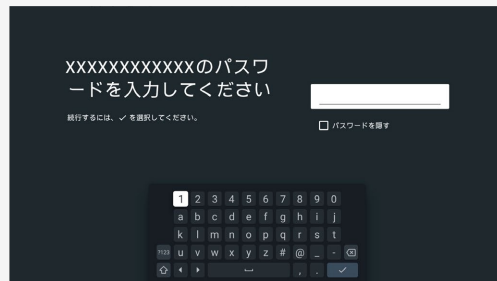 XXXXXXXXXXXXのパスワ
ードを入力してください
続行するには、✓ を選択してください。
パスワードを隠す
1 2 3 4 5 6 7 8 9 0
a b c d e f g h i j
k l m n o p q r s t
?123 u v w x y z # @ _ -
, .